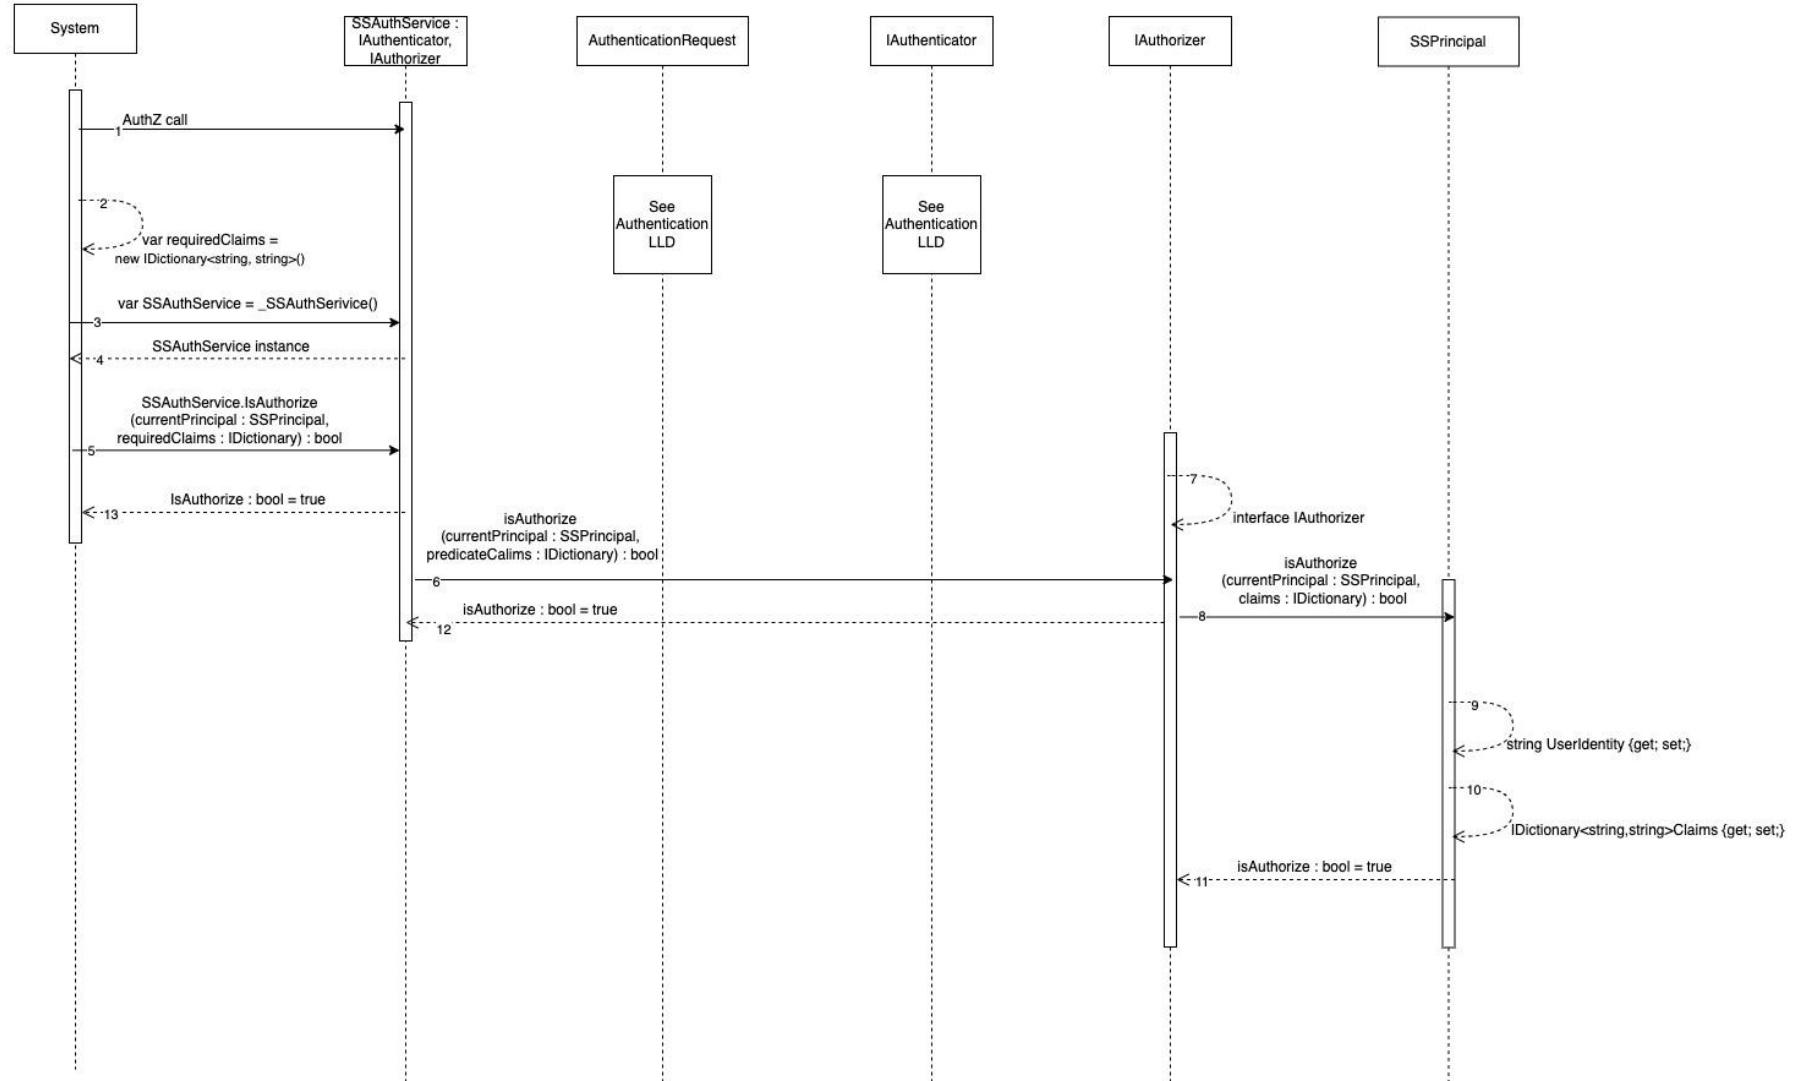 System
SSAuthService :
IAuthenticator,
IAuthorizer
AuthenticationRequest
IAuthenticator
IAuthorizer
SSPrincipal
AuthZ call
1
2
var requiredClaims =
new IDictionary<string, string>()
See
Authentication
LLD
See
Authentication
LLD
var SSAuthService = _SSAuthSerivice()
3
SSAuthService instance
4
SSAuthService.IsAuthorize
(currentPrincipal : SSPrincipal,
requiredClaims : IDictionary) : bool
5
IsAuthorize : bool = true
13
isAuthorize
(currentPrincipal : SSPrincipal,
predicateCalims : IDictionary) : bool
6
isAuthorize : bool = true
12
7
interface IAuthorizer
isAuthorize
(currentPrincipal : SSPrincipal,
claims : IDictionary) : bool
8
9
string UserIdentity {get; set;}
10
IDictionary<string,string>Claims {get; set;}
isAuthorize : bool = true
11